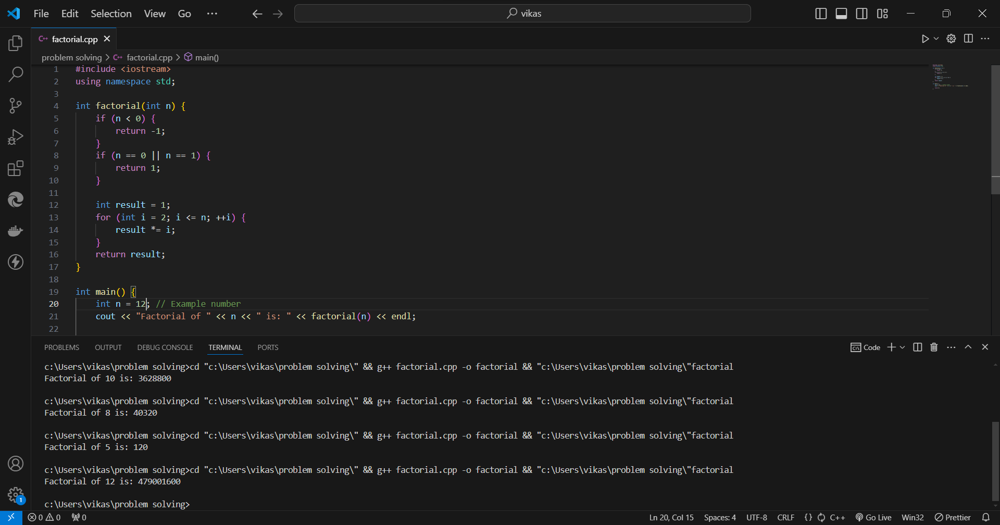 File Edit Selection View Go ··· vikas
factorial.cpp
problem solving > factorial.cpp > main()
1 #include <iostream>
2 using namespace std;
3
4 int factorial(int n) {
5     if (n < 0) {
6         return -1;
7     }
8     if (n == 0 || n == 1) {
9         return 1;
10     }
11
12     int result = 1;
13     for (int i = 2; i <= n; ++i) {
14         result *= i;
15     }
16     return result;
17 }
18
19 int main() {
20     int n = 12; // Example number
21     cout << "Factorial of " << n << " is: " << factorial(n) << endl;
22
PROBLEMS OUTPUT DEBUG CONSOLE TERMINAL PORTS Code
c:\Users\vikas\problem solving>cd "c:\Users\vikas\problem solving\" && g++ factorial.cpp -o factorial && "c:\Users\vikas\problem solving\"factorial
Factorial of 10 is: 3628800
c:\Users\vikas\problem solving>cd "c:\Users\vikas\problem solving\" && g++ factorial.cpp -o factorial && "c:\Users\vikas\problem solving\"factorial
Factorial of 8 is: 40320
c:\Users\vikas\problem solving>cd "c:\Users\vikas\problem solving\" && g++ factorial.cpp -o factorial && "c:\Users\vikas\problem solving\"factorial
Factorial of 5 is: 120
c:\Users\vikas\problem solving>cd "c:\Users\vikas\problem solving\" && g++ factorial.cpp -o factorial && "c:\Users\vikas\problem solving\"factorial
Factorial of 12 is: 479001600
c:\Users\vikas\problem solving>
1
0 0 0 Ln 20, Col 15 Spaces: 4 UTF-8 CRLF {} C++ Go Live Win32 Prettier